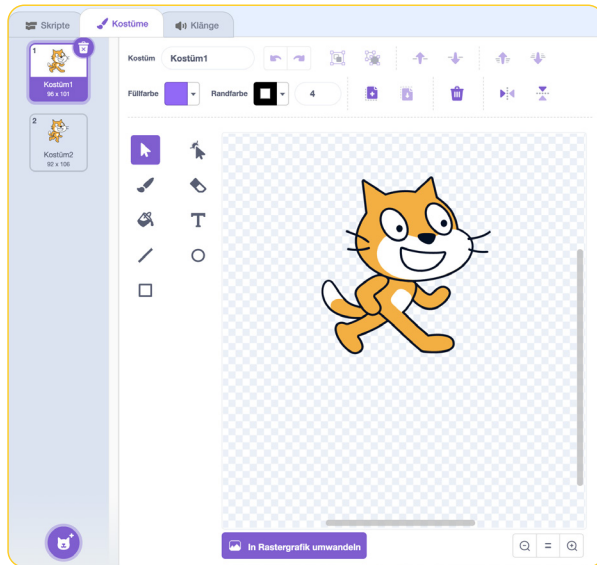 Skripte
Kostüme
Klänge
1
Kostüm1
96 x 101
2
Kostüm2
92 x 106
Kostüm
Kostüm1
Füllfarbe
Randfarbe
4
T
In Rastergrafik umwandeln